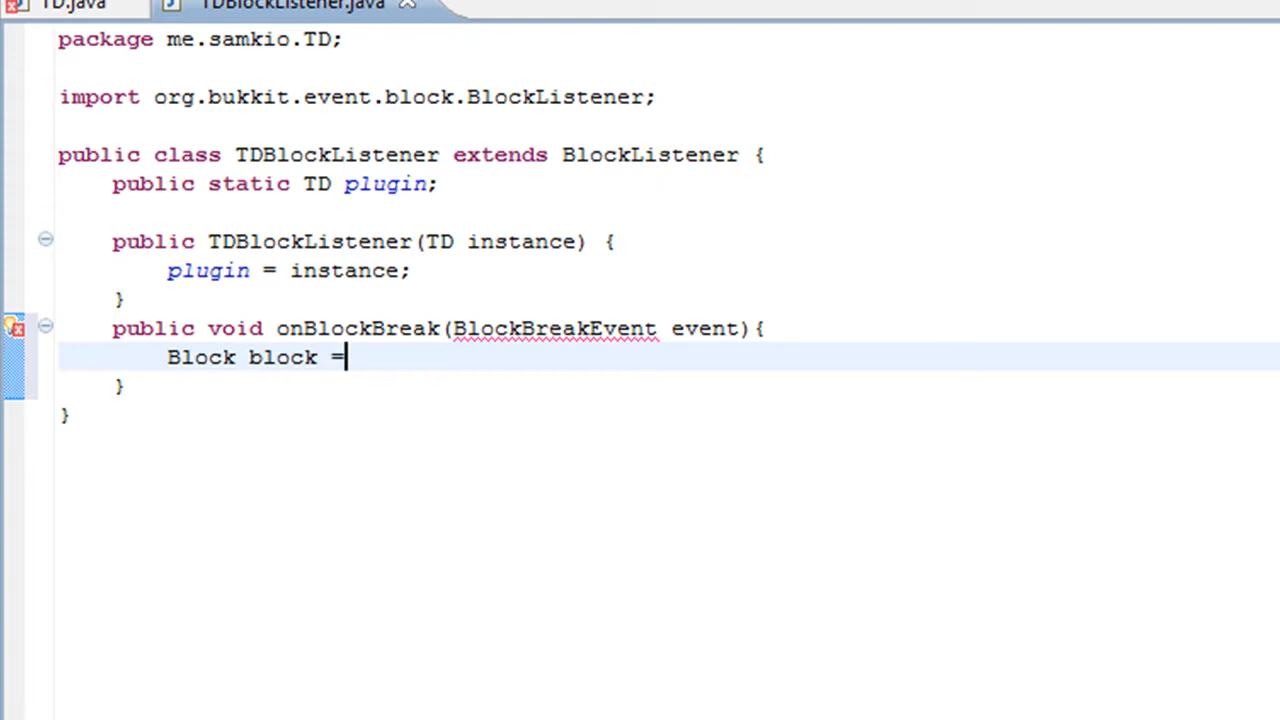 TD.java TDBlockListener.java
package me.samkio.TD;
import org.bukkit.event.block.BlockListener;
public class TDBlockListener extends BlockListener {
public static TD plugin;
public TDBlockListener(TD instance) {
plugin = instance;
}
public void onBlockBreak(BlockBreakEvent event){
Block block =
}
}